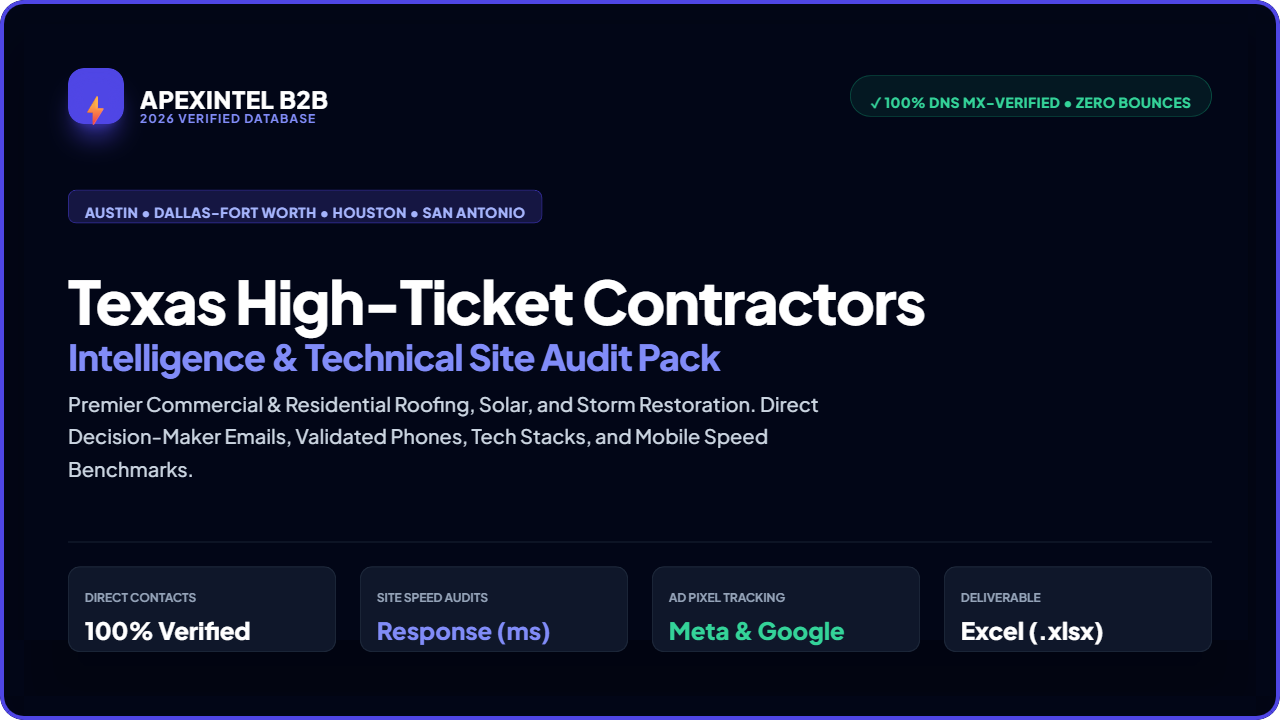 APEXINTEL B2B
2026 VERIFIED DATABASE
✓ 100% DNS MX-VERIFIED ● ZERO BOUNCES
AUSTIN ● DALLAS-FORT WORTH ● HOUSTON ● SAN ANTONIO
Texas High-Ticket Contractors
Intelligence & Technical Site Audit Pack
Premier Commercial & Residential Roofing, Solar, and Storm Restoration. Direct
Decision-Maker Emails, Validated Phones, Tech Stacks, and Mobile Speed
Benchmarks.
DIRECT CONTACTS
100% Verified
SITE SPEED AUDITS
Response (ms)
AD PIXEL TRACKING
Meta & Google
DELIVERABLE
Excel (.xlsx)